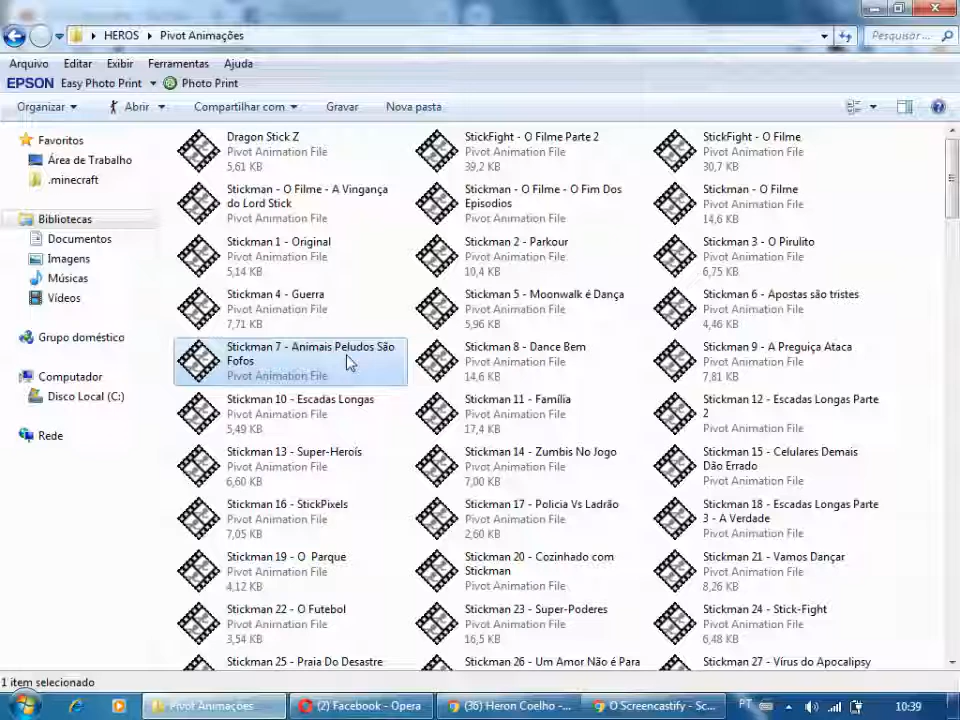 HEROS
Pivot Animações
Pesquisar...
Arquivo
Editar
Exibir
Ferramentas
Ajuda
EPSON
Easy Photo Print
Photo Print
Organizar
Abrir
Compartilhar com
Gravar
Nova pasta
Favoritos
Área de Trabalho
.minecraft
Bibliotecas
Documentos
Imagens
Músicas
Vídeos
Grupo doméstico
Computador
Disco Local (C:)
Rede
Dragon Stick Z
Pivot Animation File
5,61 KB
StickFight - O Filme Parte 2
Pivot Animation File
39,2 KB
StickFight - O Filme
Pivot Animation File
30,7 KB
Stickman - O Filme - A Vingança
do Lord Stick
Pivot Animation File
Stickman - O Filme - O Fim Dos
Episodios
Pivot Animation File
Stickman - O Filme
Pivot Animation File
14,6 KB
Stickman 1 - Original
Pivot Animation File
5,14 KB
Stickman 2 - Parkour
Pivot Animation File
10,4 KB
Stickman 3 - O Pirulito
Pivot Animation File
6,75 KB
Stickman 4 - Guerra
Pivot Animation File
7,71 KB
Stickman 5 - Moonwalk é Dança
Pivot Animation File
5,96 KB
Stickman 6 - Apostas são tristes
Pivot Animation File
4,46 KB
Stickman 7 - Animais Peludos São
Fofos
Pivot Animation File
Stickman 8 - Dance Bem
Pivot Animation File
14,6 KB
Stickman 9 - A Preguiça Ataca
Pivot Animation File
7,81 KB
Stickman 10 - Escadas Longas
Pivot Animation File
5,49 KB
Stickman 11 - Família
Pivot Animation File
17,4 KB
Stickman 12 - Escadas Longas Parte
2
Pivot Animation File
Stickman 13 - Super-Heroís
Pivot Animation File
6,60 KB
Stickman 14 - Zumbis No Jogo
Pivot Animation File
7,00 KB
Stickman 15 - Celulares Demais
Dão Errado
Pivot Animation File
Stickman 16 - StickPixels
Pivot Animation File
7,05 KB
Stickman 17 - Policia Vs Ladrão
Pivot Animation File
2,60 KB
Stickman 18 - Escadas Longas Parte
3 - A Verdade
Pivot Animation File
Stickman 19 - O Parque
Pivot Animation File
4,12 KB
Stickman 20 - Cozinhado com
Stickman
Pivot Animation File
Stickman 21 - Vamos Dançar
Pivot Animation File
8,26 KB
Stickman 22 - O Futebol
Pivot Animation File
3,54 KB
Stickman 23 - Super-Poderes
Pivot Animation File
16,5 KB
Stickman 24 - Stick-Fight
Pivot Animation File
6,48 KB
Stickman 25 - Praia Do Desastre
Stickman 26 - Um Amor Não é Para
Stickman 27 - Vírus do Apocalipsy
1 item selecionado
Pivot Animações
(2) Facebook - Opera
(36) Heron Coelho -...
O Screencastify - Sc...
PT
10:39